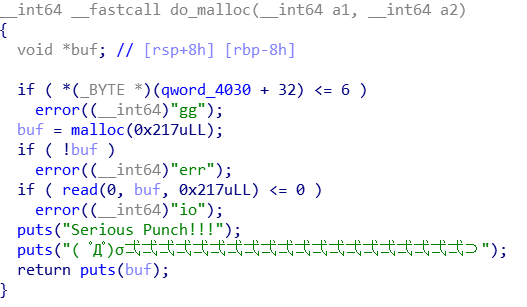 __int64 __fastcall do_malloc(__int64 a1, __int64 a2)
{
void *buf; // [rsp+8h] [rbp-8h]
if ( *(_BYTE *)(qword_4030 + 32) <= 6 )
error((__int64)"gg");
buf = malloc(0x217uLL);
if ( !buf )
error((__int64)"err");
if ( read(0, buf, 0x217uLL) <= 0 )
error((__int64)"io");
puts("Serious Punch!!!");
puts("( ﾟДﾟ)σ弌弌弌弌弌弌弌弌弌弌弌弌弌弌弌弌弌弌弌弌⊃");
return puts(buf);
}